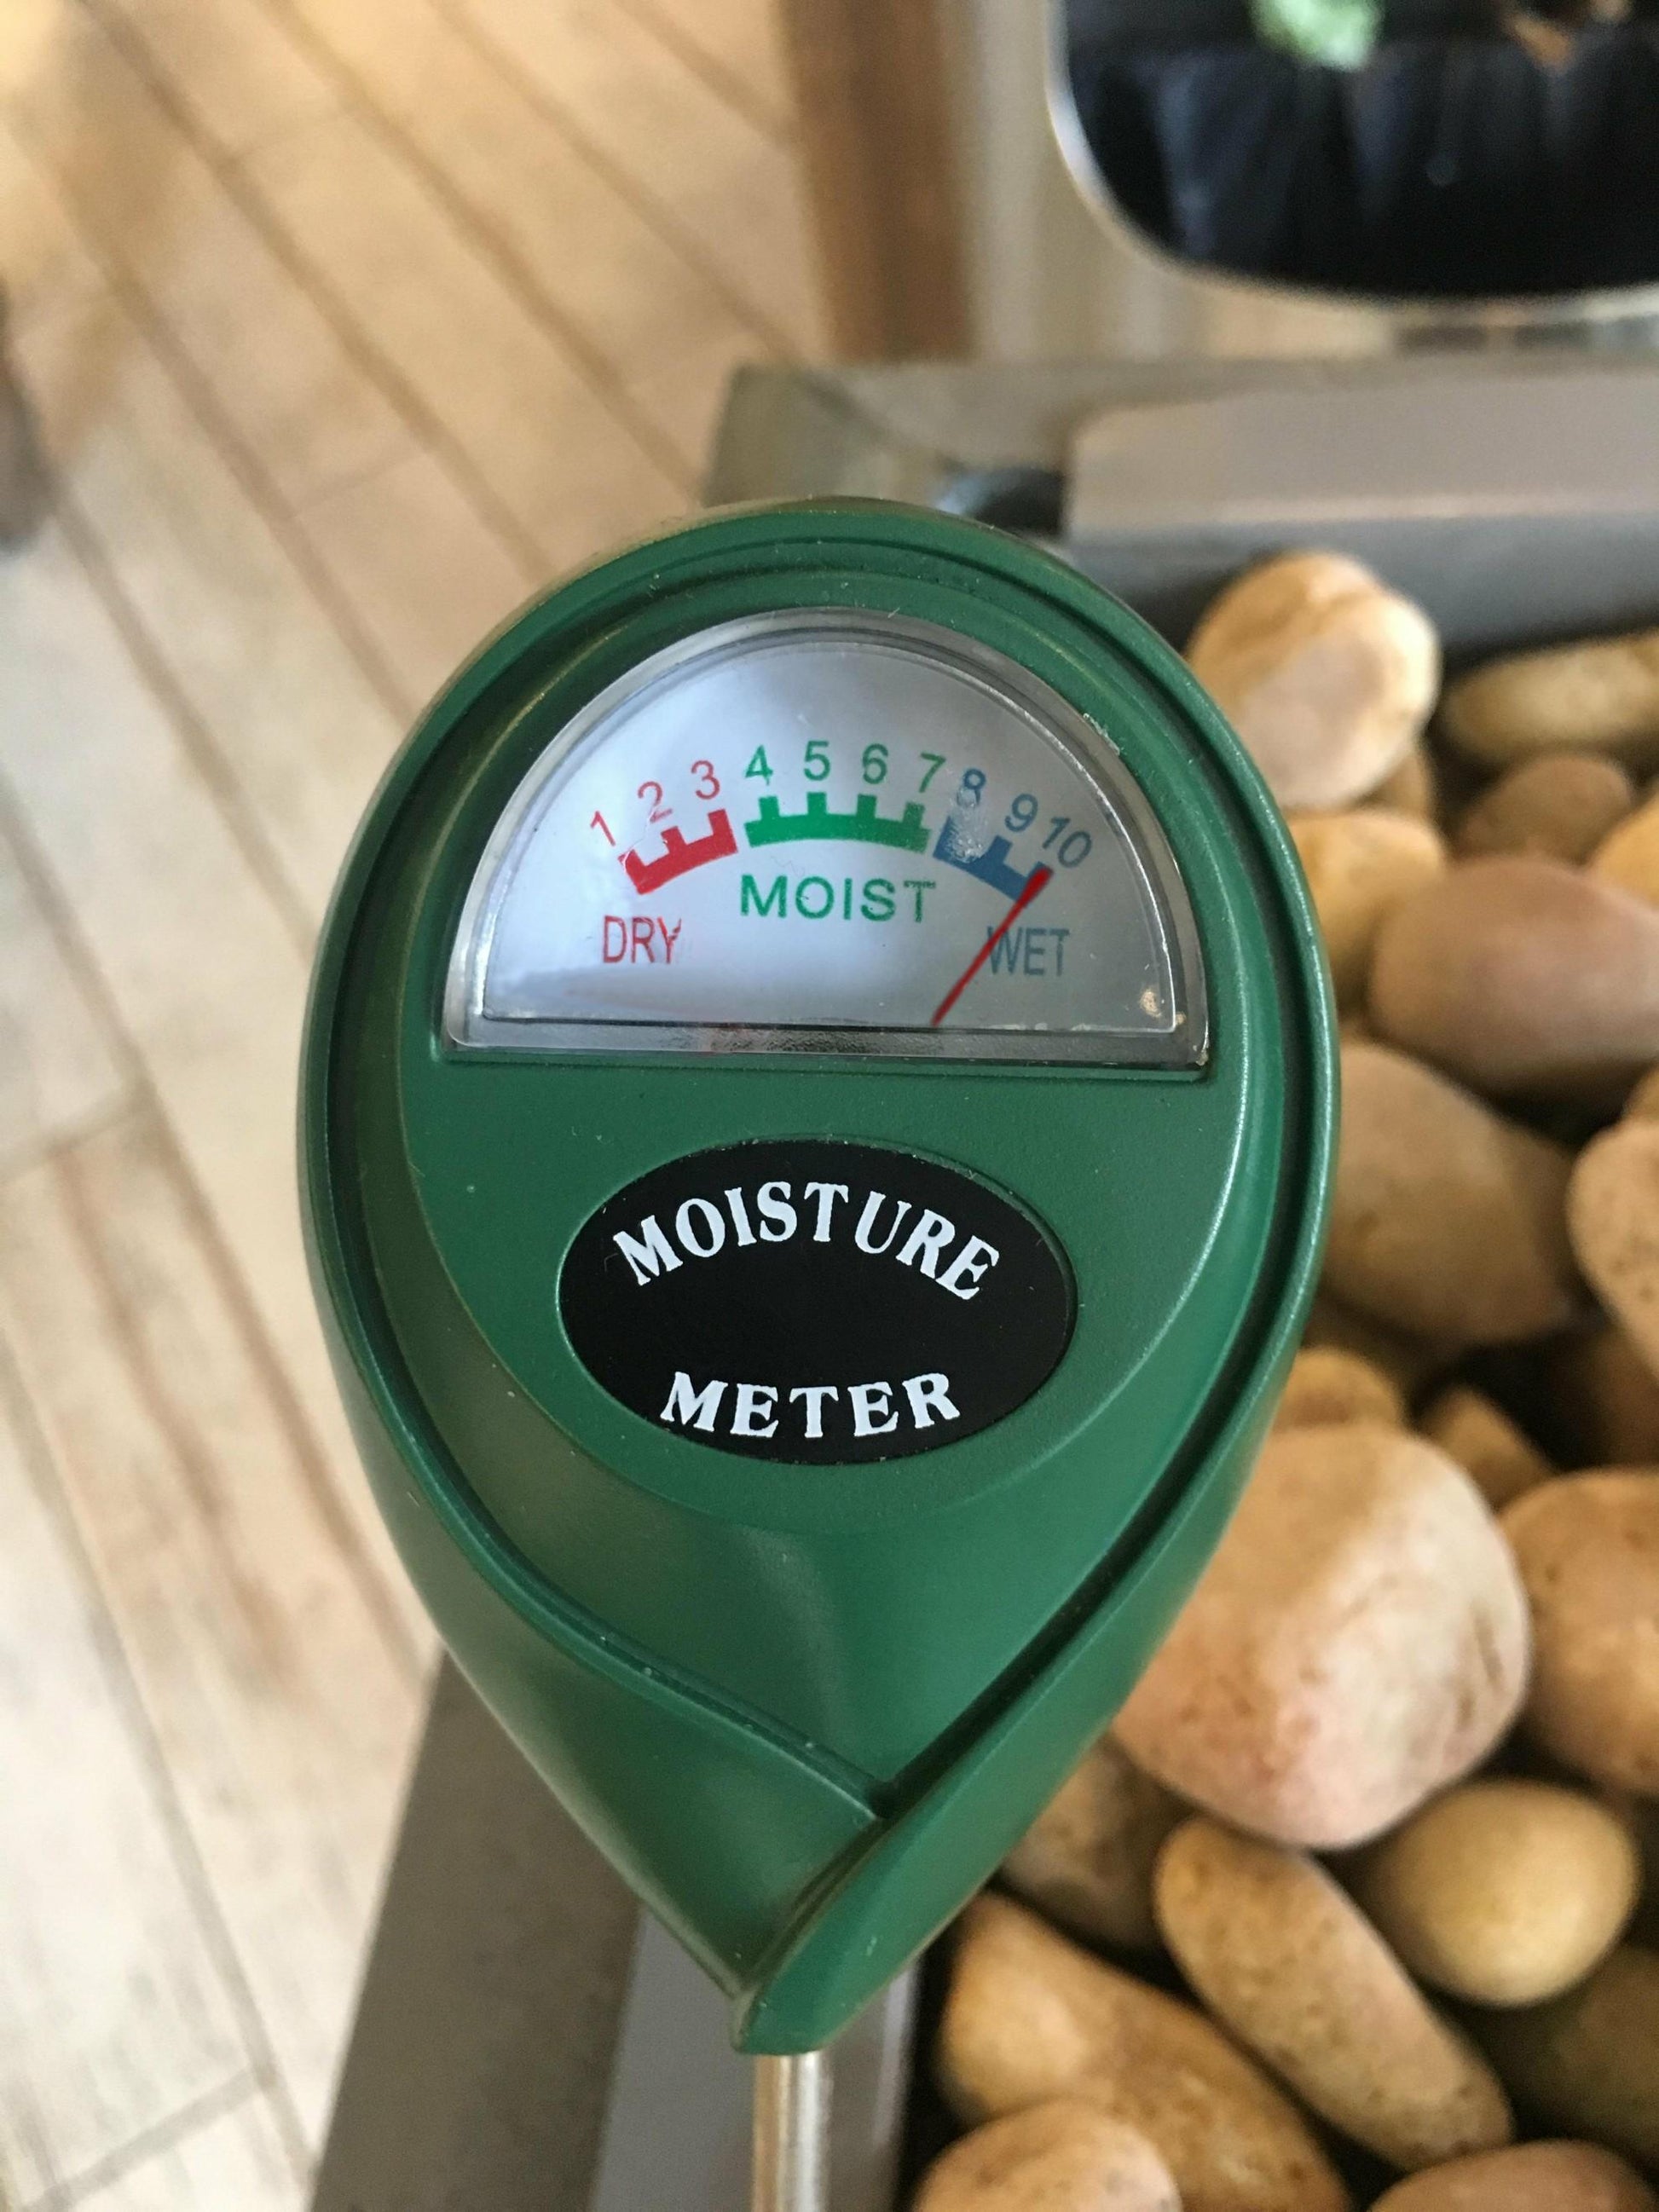 1 2 3 4 5 6 7 8 9 10
DRY MOIST WET
MOISTURE
METER